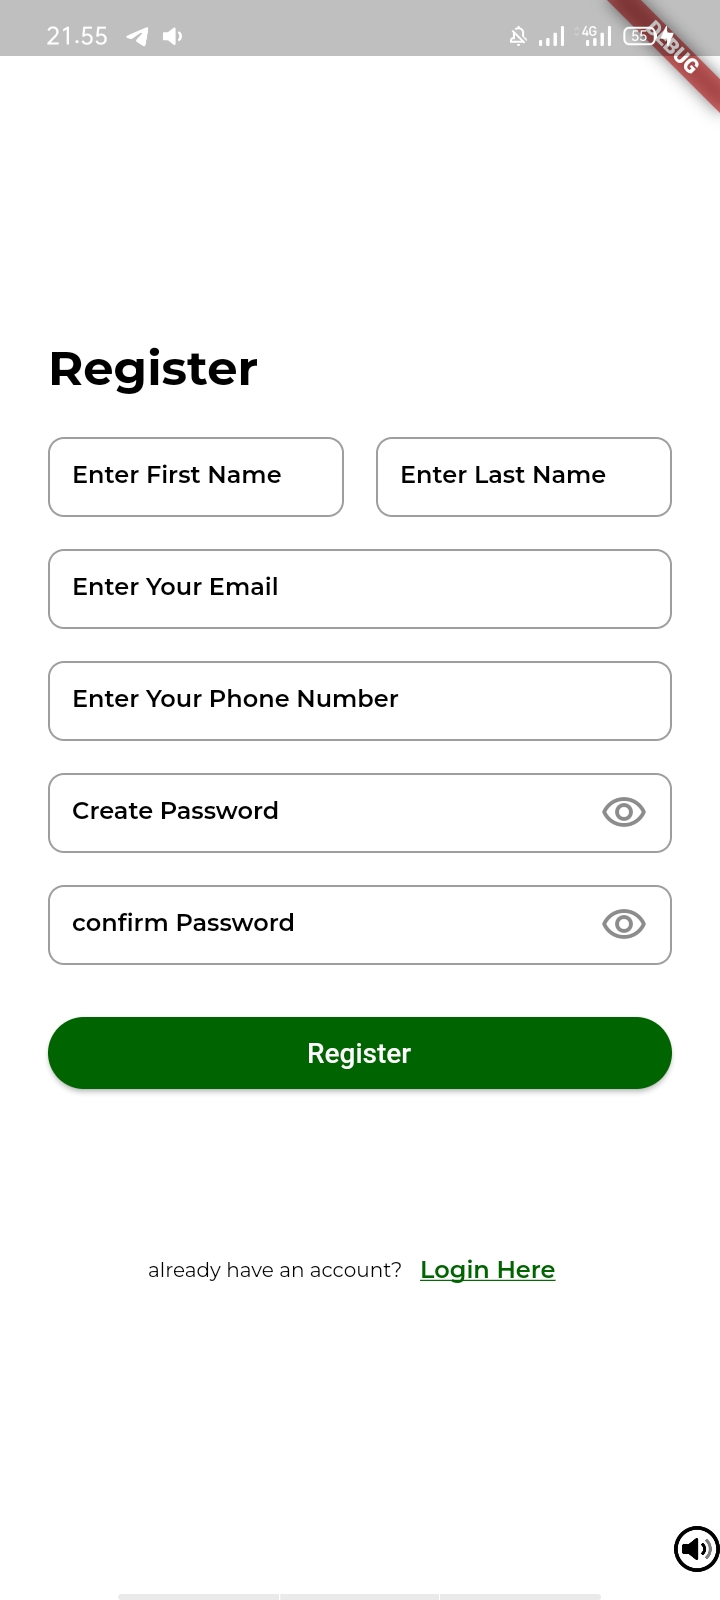 21.55 4G 55
DEBUG
Register
Enter First Name Enter Last Name
Enter Your Email
Enter Your Phone Number
Create Password
confirm Password
Register
already have an account? Login Here